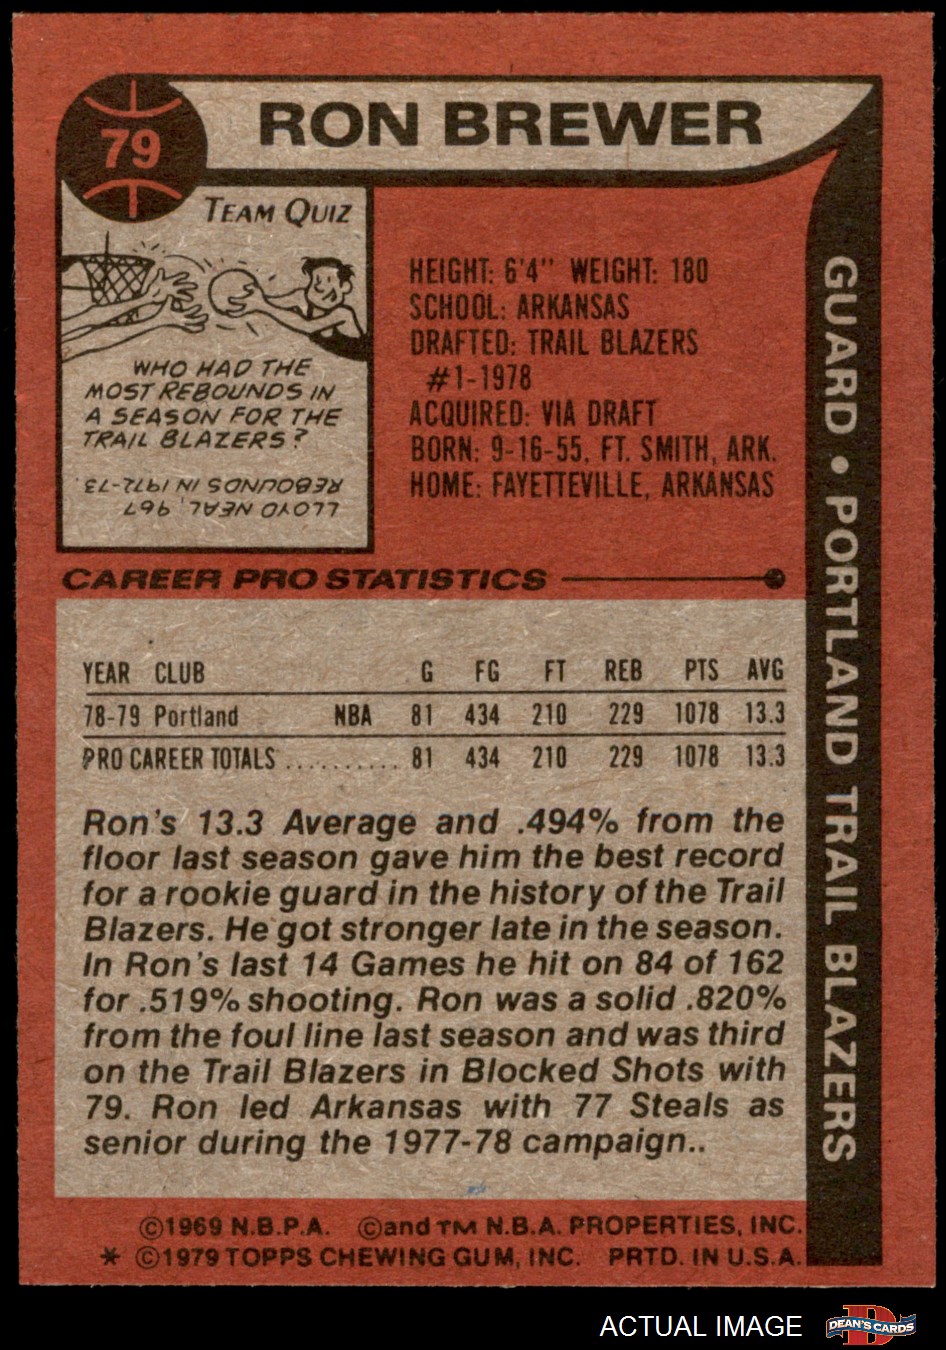 79
RON BREWER
TEAM QUIZ
WHO HAD THE
MOST REBOUNDS IN
A SEASON FOR THE
TRAIL BLAZERS?
LLOYD NEAL, 967
REBOUNDS IN 1972-73.
HEIGHT: 6'4" WEIGHT: 180
SCHOOL: ARKANSAS
DRAFTED: TRAIL BLAZERS
#1-1978
ACQUIRED: VIA DRAFT
BORN: 9-16-55, FT. SMITH, ARK.
HOME: FAYETTEVILLE, ARKANSAS
GUARD • PORTLAND TRAIL BLAZERS
CAREER PRO STATISTICS
YEAR CLUB G FG FT REB PTS AVG
78-79 Portland NBA 81 434 210 229 1078 13.3
PRO CAREER TOTALS .......... 81 434 210 229 1078 13.3
Ron's 13.3 Average and .494% from the
floor last season gave him the best record
for a rookie guard in the history of the Trail
Blazers. He got stronger late in the season.
In Ron's last 14 Games he hit on 84 of 162
for .519% shooting. Ron was a solid .820%
from the foul line last season and was third
on the Trail Blazers in Blocked Shots with
79. Ron led Arkansas with 77 Steals as
senior during the 1977-78 campaign..
©1969 N.B.P.A. ©and TM N.B.A. PROPERTIES, INC.
* ©1979 TOPPS CHEWING GUM, INC. PRTD. IN U.S.A.
ACTUAL IMAGE
D
DEAN'S CARDS